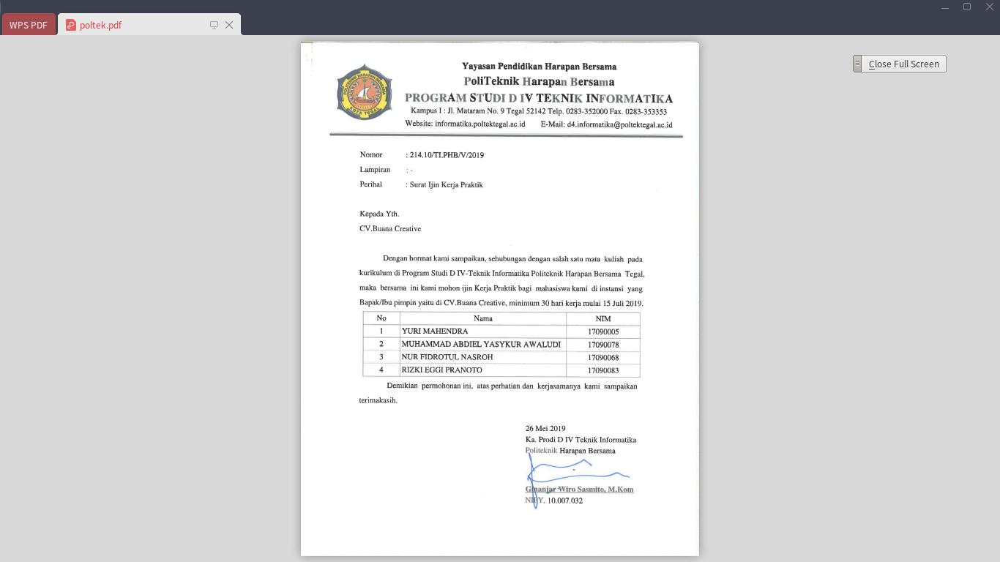 WPS PDF
poltek.pdf
Close Full Screen
Yayasan Pendidikan Harapan Bersama
PoliTeknik Harapan Bersama
PROGRAM STUDI D IV TEKNIK INFORMATIKA
Kampus I : Jl. Mataram No. 9 Tegal 52142 Telp. 0283-352000 Fax. 0283-353353
Website: informatika.poltektegal.ac.id E-Mail: d4.informatika@poltektegal.ac.id
POLITEKNIK HARAPAN BERSAMA
KOTA TEGAL
Nomor : 214.10/TI.PHB/V/2019
Lampiran : -
Perihal : Surat Ijin Kerja Praktik
Kepada Yth.
CV.Buana Creative
Dengan hormat kami sampaikan, sehubungan dengan salah satu mata kuliah pada
kurikulum di Program Studi D IV-Teknik Informatika Politeknik Harapan Bersama Tegal,
maka bersama ini kami mohon ijin Kerja Praktik bagi mahasiswa kami di instansi yang
Bapak/Ibu pimpin yaitu di CV.Buana Creative, minimum 30 hari kerja mulai 15 Juli 2019.
No Nama NIM
1 YURI MAHENDRA 17090005
2 MUHAMMAD ABDIEL YASYKUR AWALUDI 17090078
3 NUR FIDROTUL NASROH 17090068
4 RIZKI EGGI PRANOTO 17090083
Demikian permohonan ini, atas perhatian dan kerjasamanya kami sampaikan
terimakasih.
26 Mei 2019
Ka. Prodi D IV Teknik Informatika
Politeknik Harapan Bersama
Ginanjar Wiro Sasmito, M.Kom
NIPY. 10.007.032